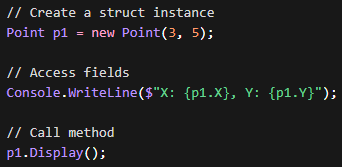 // Create a struct instance
Point p1 = new Point(3, 5);
// Access fields
Console.WriteLine($"X: {p1.X}, Y: {p1.Y}");
// Call method
p1.Display();